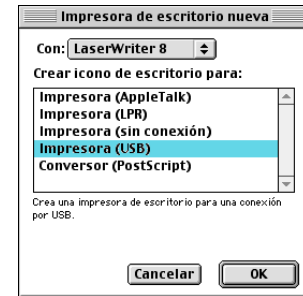 Impresora de escritorio nueva
Con: LaserWriter 8
Crear icono de escritorio para:
Impresora (AppleTalk)
Impresora (LPR)
Impresora (sin conexión)
Impresora (USB)
Conversor (PostScript)
Crea una impresora de escritorio para una conexión
por USB.
Cancelar OK